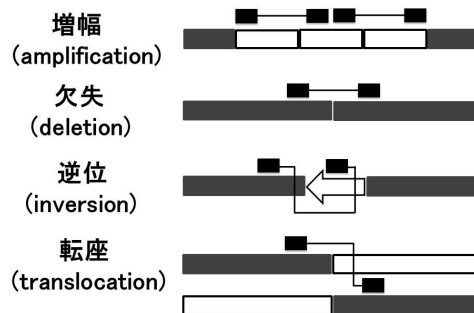 増幅
(amplification)
欠失
(deletion)
逆位
(inversion)
転座
(translocation)